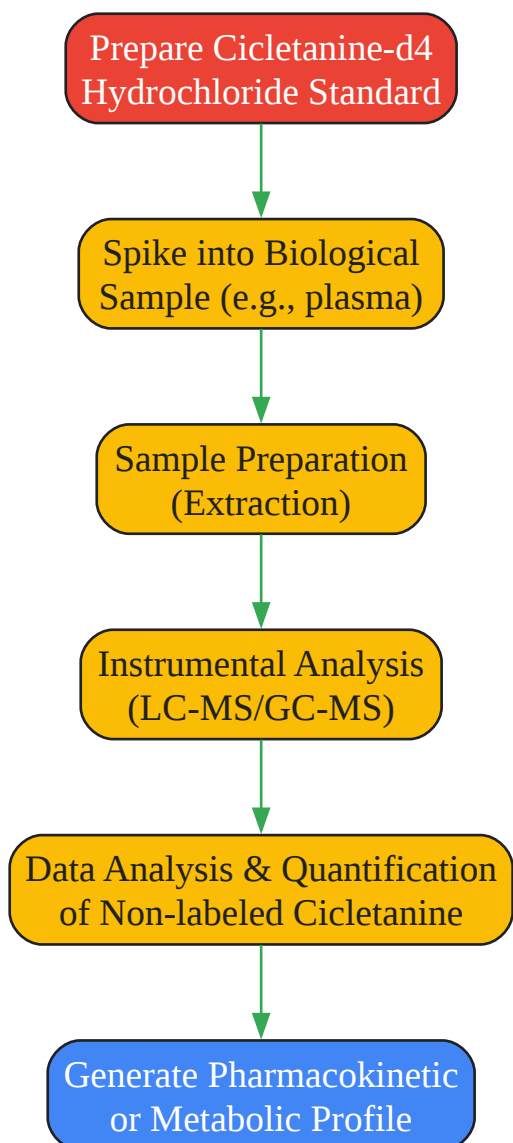 Prepare Cicletanine-d4
Hydrochloride Standard
Spike into Biological
Sample (e.g., plasma)
Sample Preparation
(Extraction)
Instrumental Analysis
(LC-MS/GC-MS)
Data Analysis & Quantification
of Non-labeled Cicletanine
Generate Pharmacokinetic
or Metabolic Profile